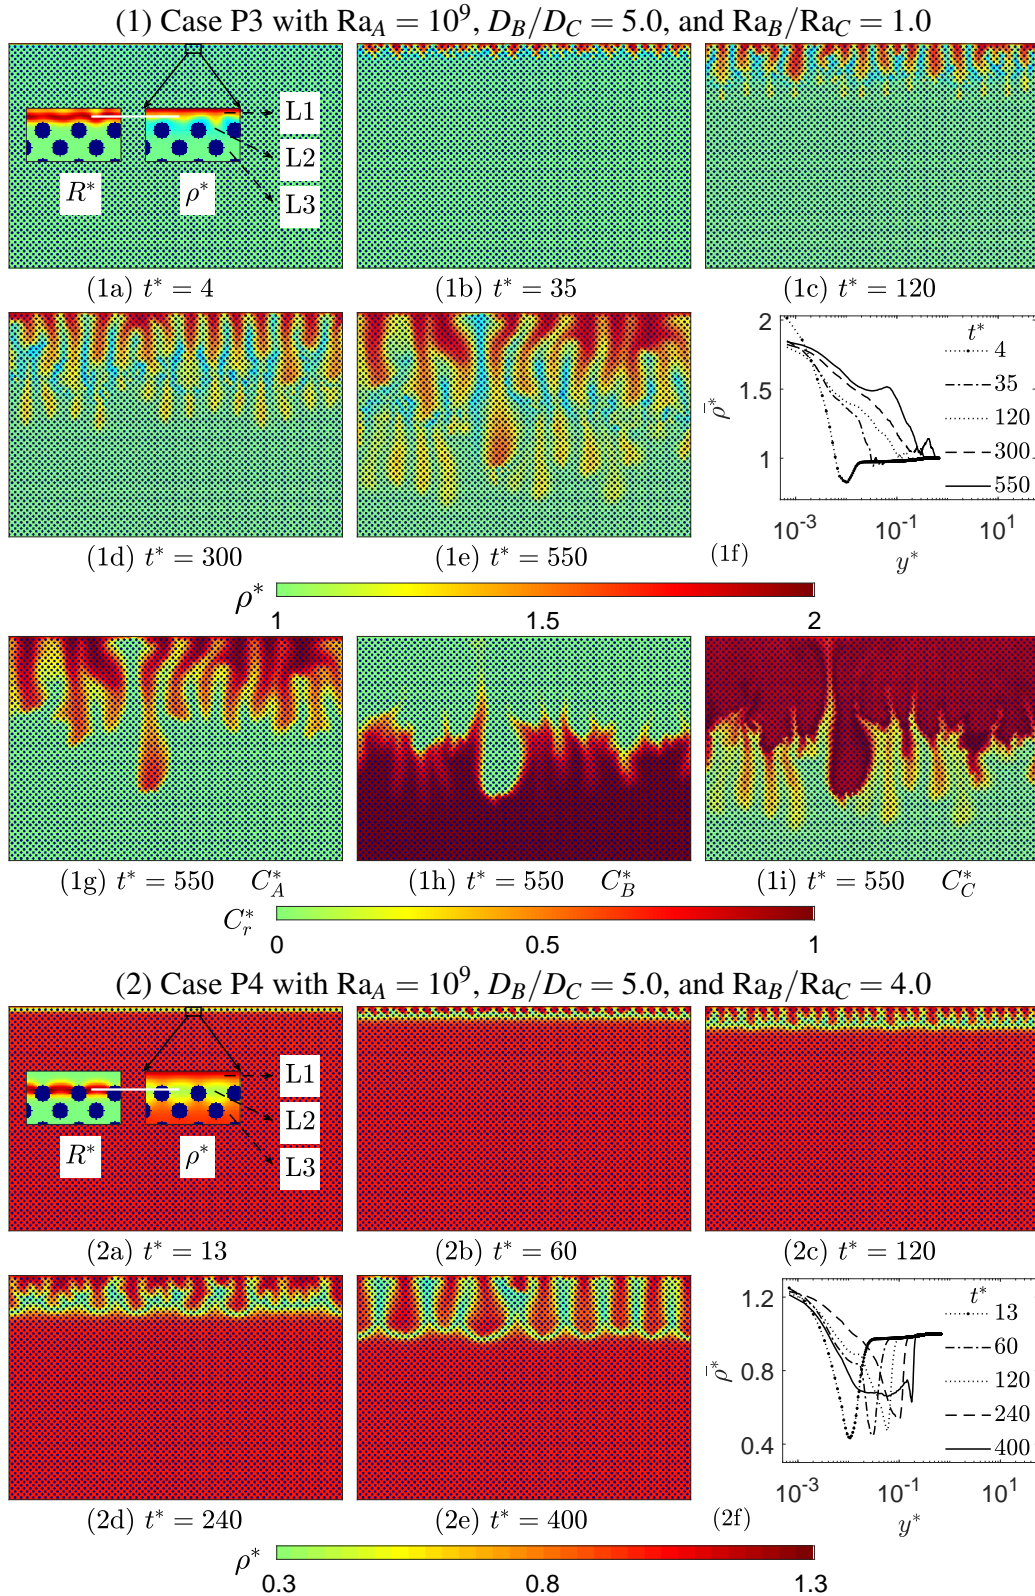 (1) Case P3 with Ra_A = 10^9, D_B/D_C = 5.0, and Ra_B/Ra_C = 1.0
L1
L2
L3
R* ρ*
(1a) t* = 4 (1b) t* = 35 (1c) t* = 120
2
1.5
1
ρ̄*
t*
4
35
120
300
550
10^-3 10^-1 10^1
y*
(1d) t* = 300 (1e) t* = 550 (1f)
ρ*
1 1.5 2
(1g) t* = 550 C_A* (1h) t* = 550 C_B* (1i) t* = 550 C_C*
C_r*
0 0.5 1
(2) Case P4 with Ra_A = 10^9, D_B/D_C = 5.0, and Ra_B/Ra_C = 4.0
L1
L2
L3
R* ρ*
(2a) t* = 13 (2b) t* = 60 (2c) t* = 120
1.2
0.8
0.4
ρ̄*
t*
13
60
120
240
400
10^-3 10^-1 10^1
y*
(2d) t* = 240 (2e) t* = 400 (2f)
ρ*
0.3 0.8 1.3